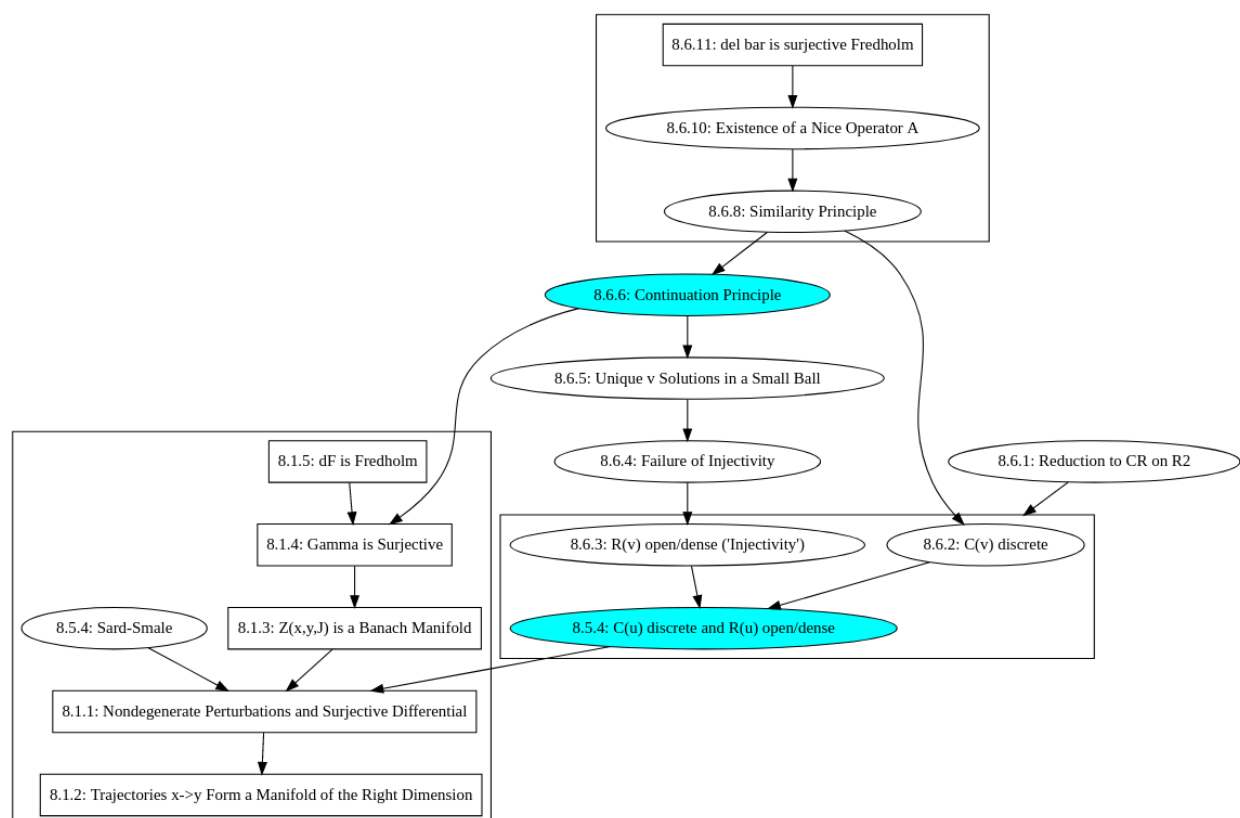 8.6.11: del bar is surjective Fredholm
8.6.10: Existence of a Nice Operator A
8.6.8: Similarity Principle
8.6.6: Continuation Principle
8.6.5: Unique v Solutions in a Small Ball
8.1.5: dF is Fredholm
8.6.4: Failure of Injectivity
8.6.1: Reduction to CR on R2
8.1.4: Gamma is Surjective
8.6.3: R(v) open/dense ('Injectivity')
8.6.2: C(v) discrete
8.5.4: Sard-Smale
8.1.3: Z(x,y,J) is a Banach Manifold
8.5.4: C(u) discrete and R(u) open/dense
8.1.1: Nondegenerate Perturbations and Surjective Differential
8.1.2: Trajectories x->y Form a Manifold of the Right Dimension